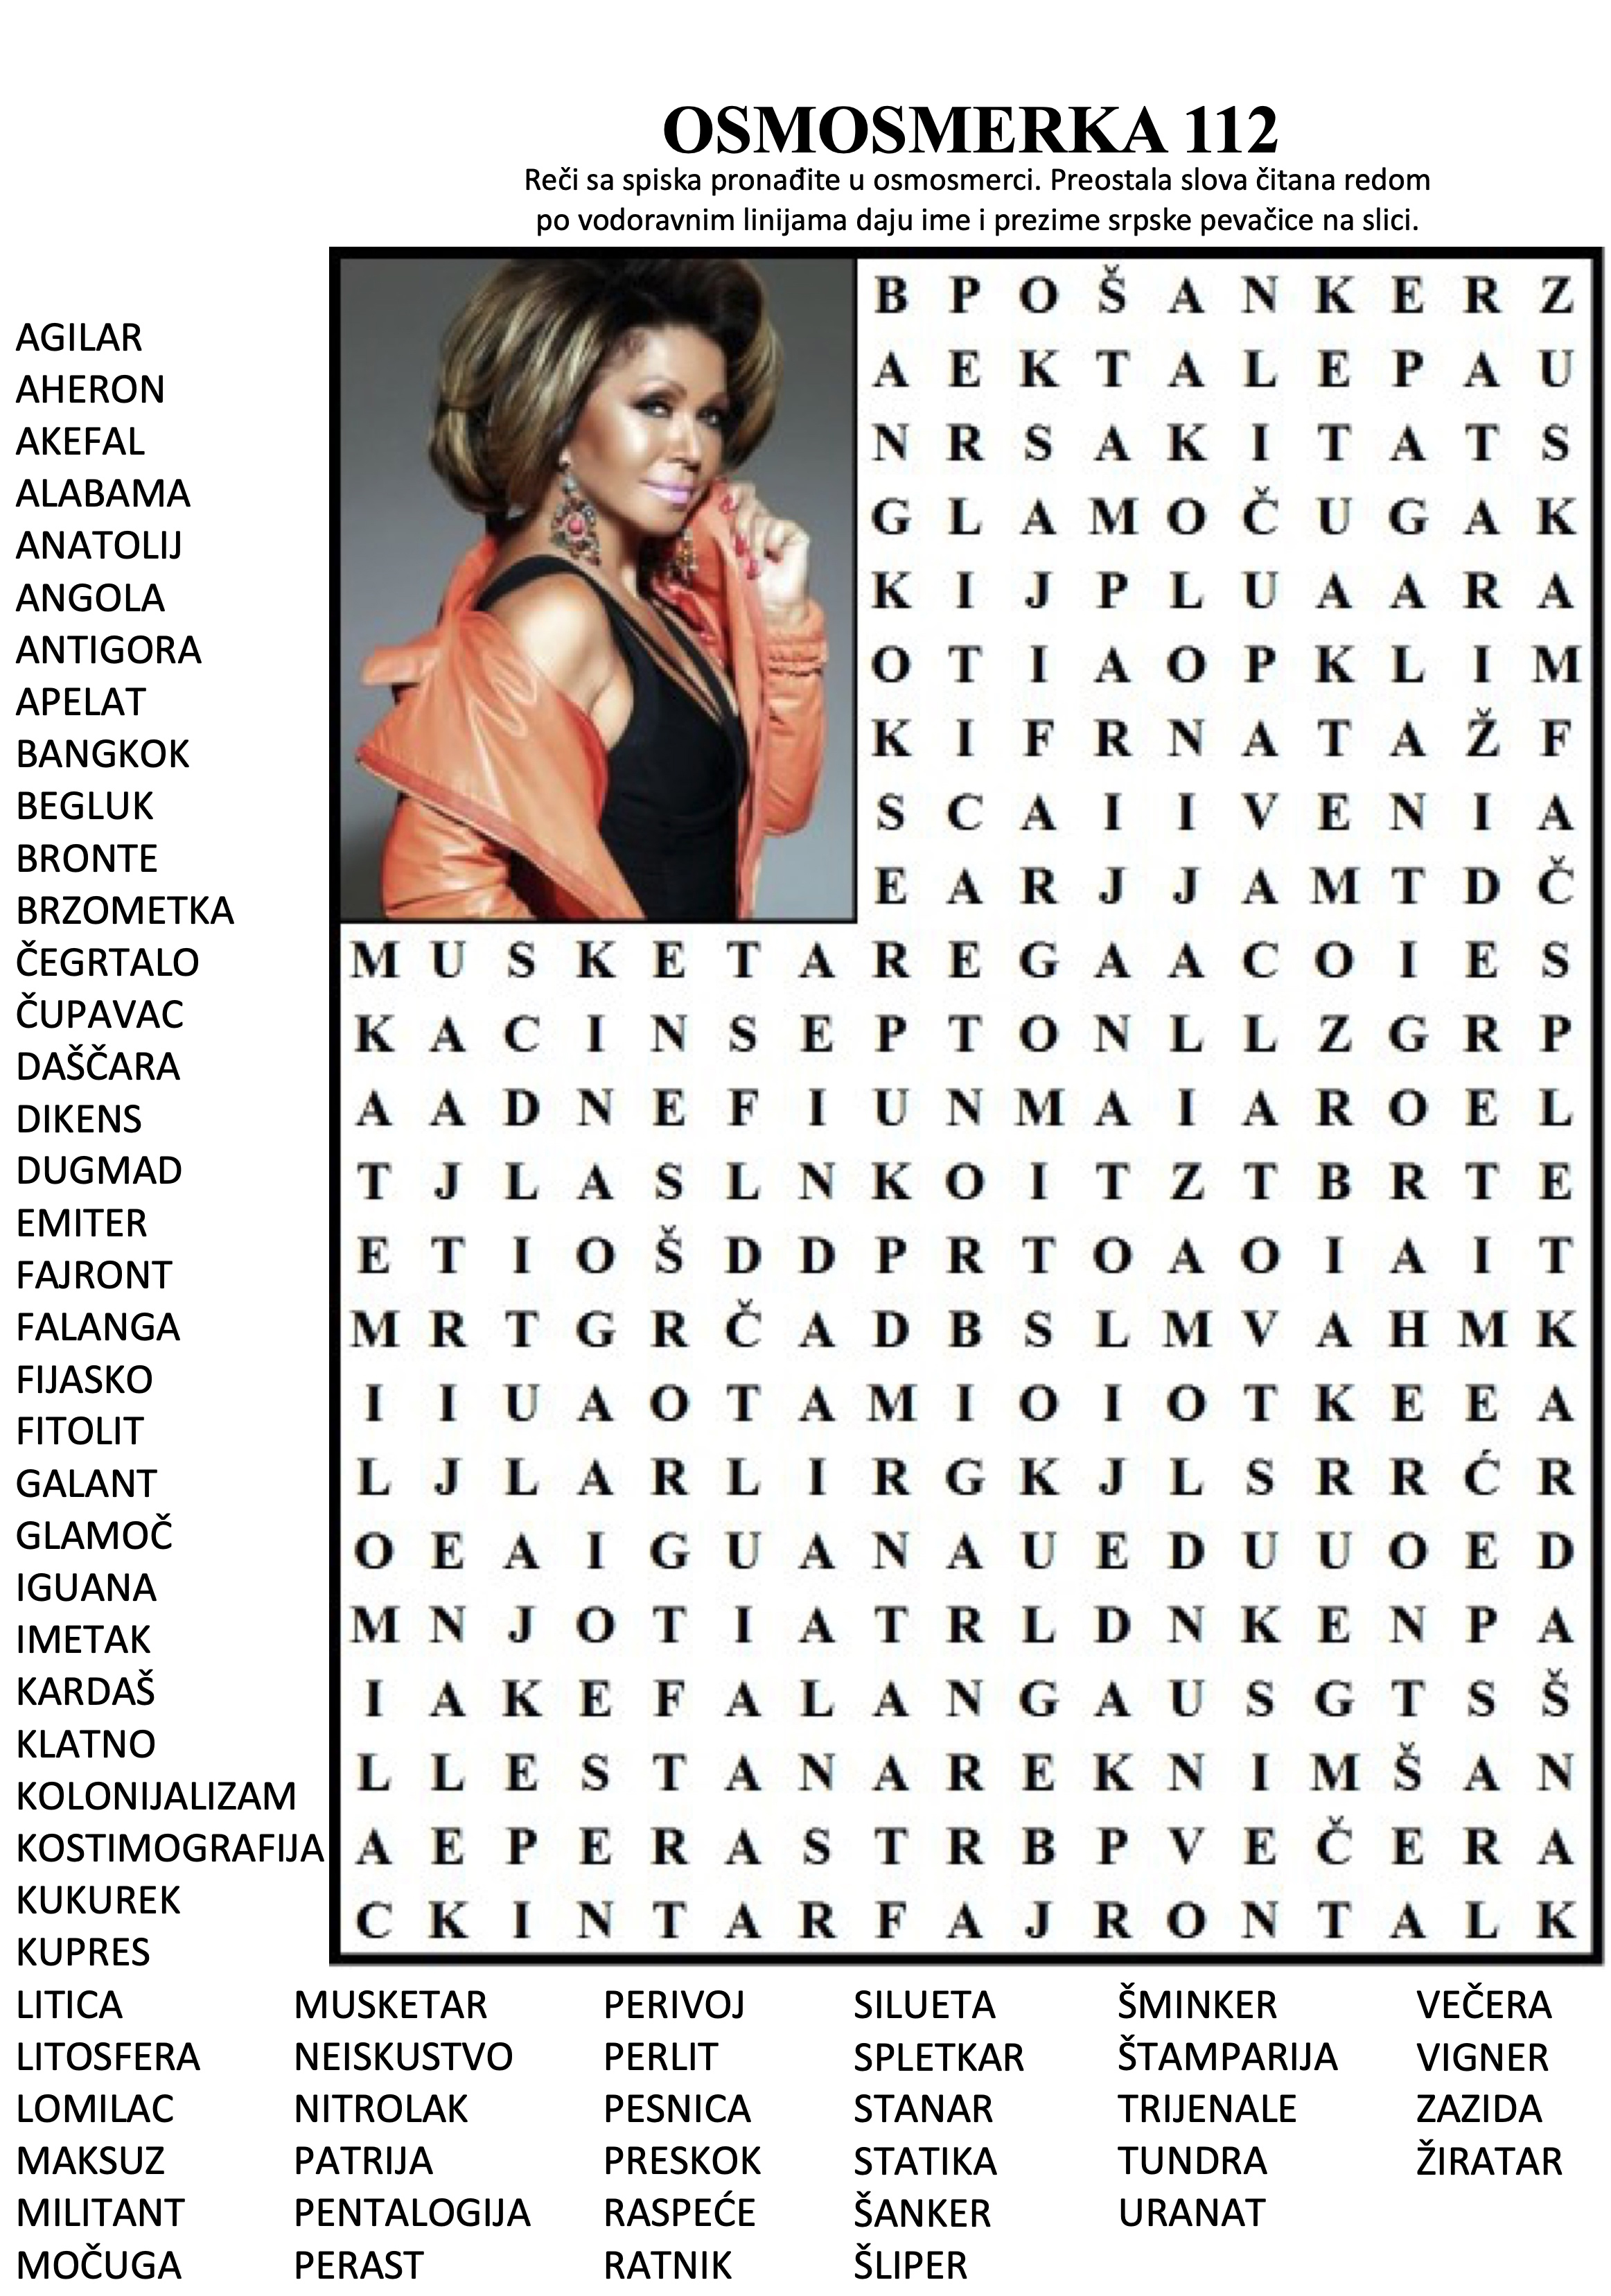 OSMOSMERKA 112
Reči sa spiska pronađite u osmosmerci. Preostala slova čitana redom
po vodoravnim linijama daju ime i prezime srpske pevačice na slici.
AGILAR
AHERON
AKEFAL
ALABAMA
ANATOLIJ
ANGOLA
ANTIGORA
APELAT
BANGKOK
BEGLUK
BRONTE
BRZOMETKA
ČEGRTALO
ČUPAVAC
DAŠČARA
DIKENS
DUGMAD
EMITER
FAJRONT
FALANGA
FIJASKO
FITOLIT
GALANT
GLAMOČ
IGUANA
IMETAK
KARDAŠ
KLATNO
KOLONIJALIZAM
KOSTIMOGRAFIJA
KUKUREK
KUPRES
B P O Š A N K E R Z
A E K T A L E P A U
N R S A K I T A T S
G L A M O Č U G A K
K I J P L U A A R A
O T I A O P K L I M
K I F R N A T A Ž F
S C A I I V E N I A
E A R J J A M T D Č
M U S K E T A R E G A A C O I E S
K A C I N S E P T O N L L Z G R P
A A D N E F I U N M A I A R O E L
T J L A S L N K O I T Z T B R T E
E T I O Š D D P R T O A O I A I T
M R T G R Č A D B S L M V A H M K
I I U A O T A M I O I O T K E E A
L J L A R L I R G K J L S R R Ć R
O E A I G U A N A U E D U U O E D
M N J O T I A T R L D N K E N P A
I A K E F A L A N G A U S G T S Š
L L E S T A N A R E K N I M Š A N
A E P E R A S T R B P V E Č E R A
C K I N T A R F A J R O N T A L K
LITICA MUSKETAR PERIVOJ SILUETA ŠMINKER VEČERA
LITOSFERA NEISKUSTVO PERLIT SPLETKAR ŠTAMPARIJA VIGNER
LOMILAC NITROLAK PESNICA STANAR TRIJENALE ZAZIDA
MAKSUZ PATRIJA PRESKOK STATIKA TUNDRA ŽIRATAR
MILITANT PENTALOGIJA RASPEĆE ŠANKER URANAT
MOČUGA PERAST RATNIK ŠLIPER